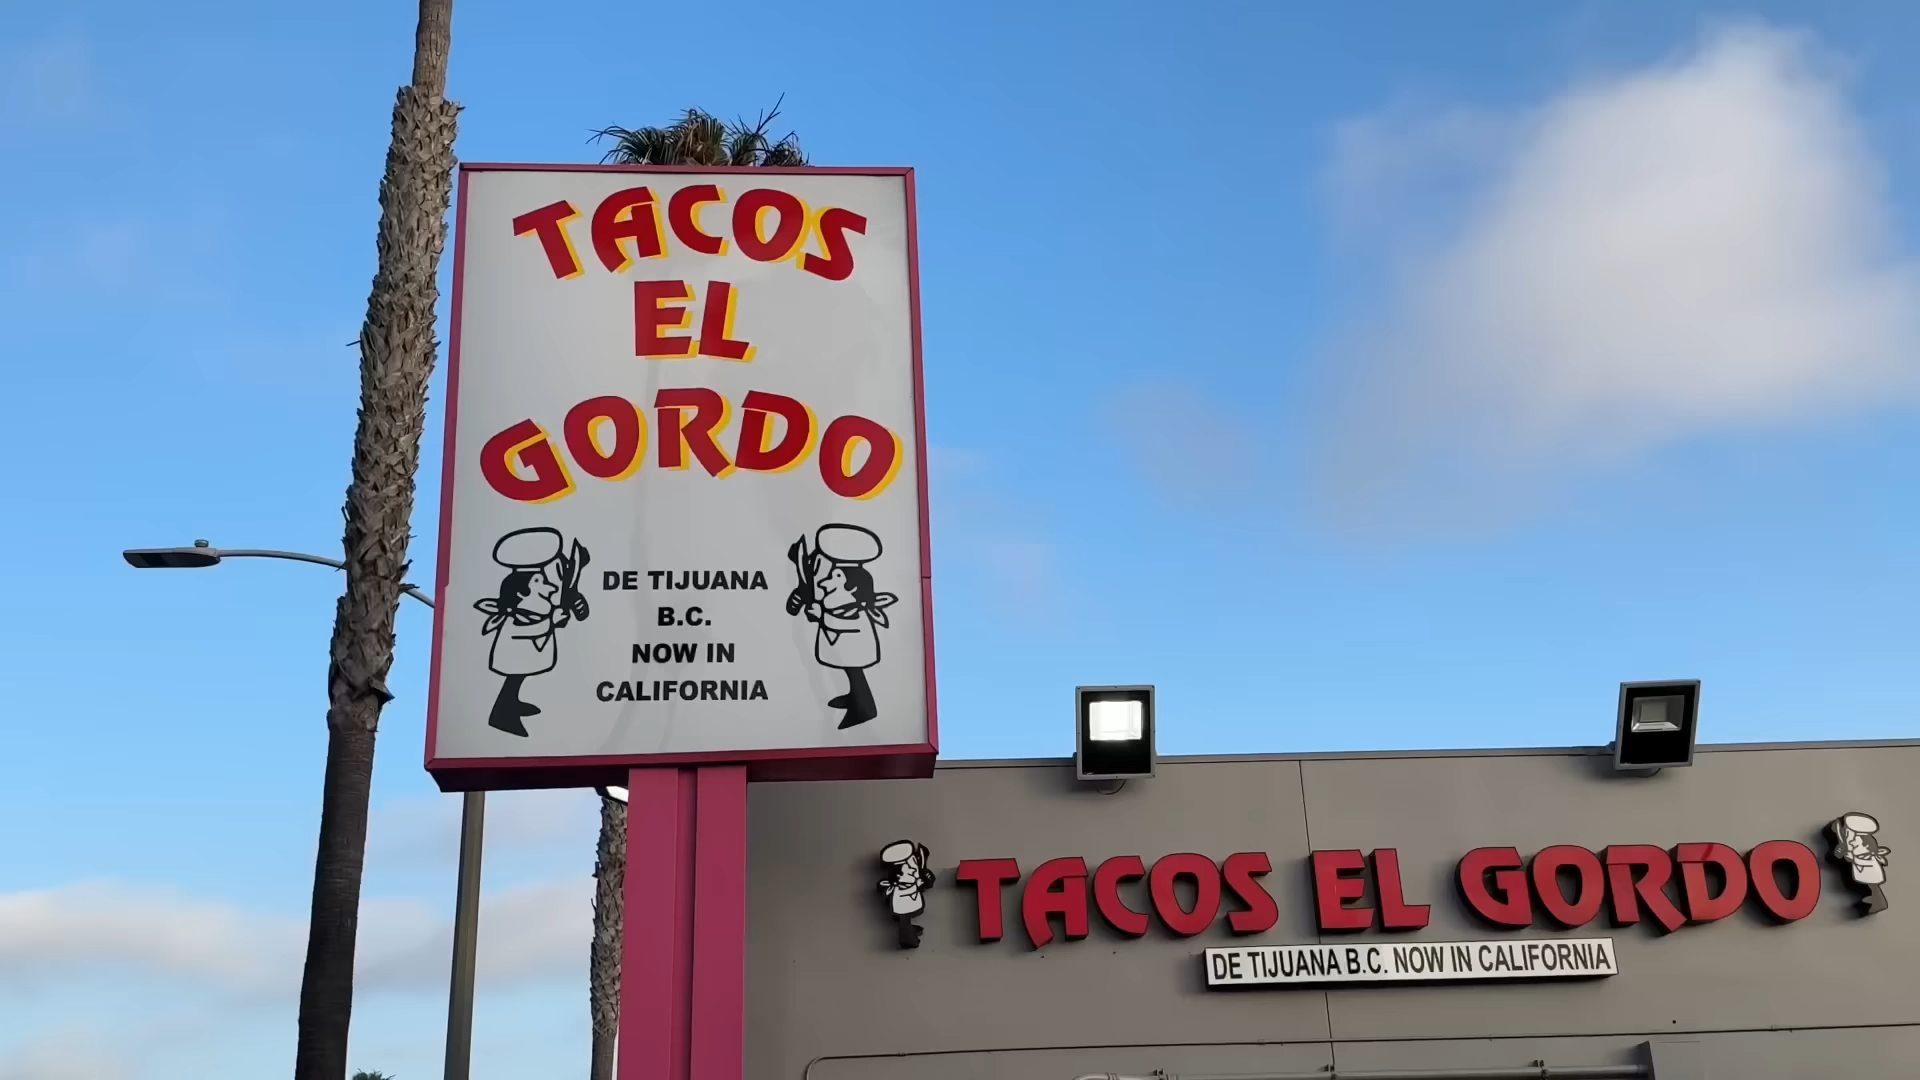 TACOS
EL
GORDO
DE TIJUANA
B.C.
NOW IN
CALIFORNIA
TACOS EL GORDO
DE TIJUANA B.C. NOW IN CALIFORNIA